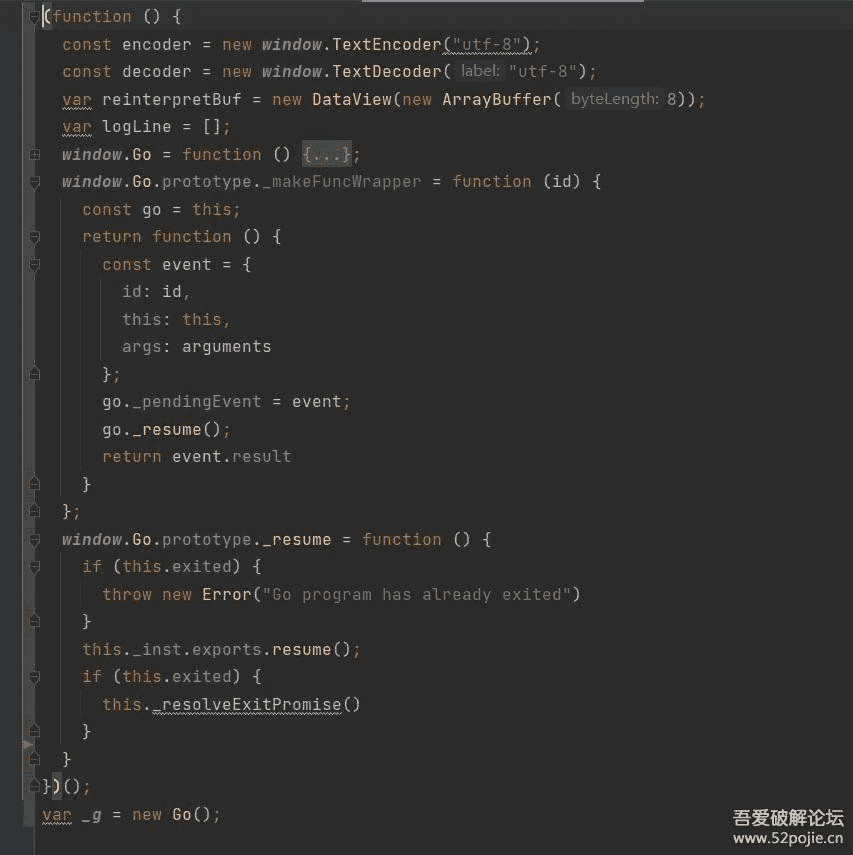 (function () {
const encoder = new window.TextEncoder("utf-8");
const decoder = new window.TextDecoder( label: "utf-8");
var reinterpretBuf = new DataView(new ArrayBuffer( byteLength: 8));
var logLine = [];
window.Go = function () {...};
window.Go.prototype._makeFuncWrapper = function (id) {
const go = this;
return function () {
const event = {
id: id,
this: this,
args: arguments
};
go._pendingEvent = event;
go._resume();
return event.result
}
};
window.Go.prototype._resume = function () {
if (this.exited) {
throw new Error("Go program has already exited")
}
this._inst.exports.resume();
if (this.exited) {
this._resolveExitPromise()
}
}
})();
var _g = new Go();
吾爱破解论坛
www.52pojie.cn